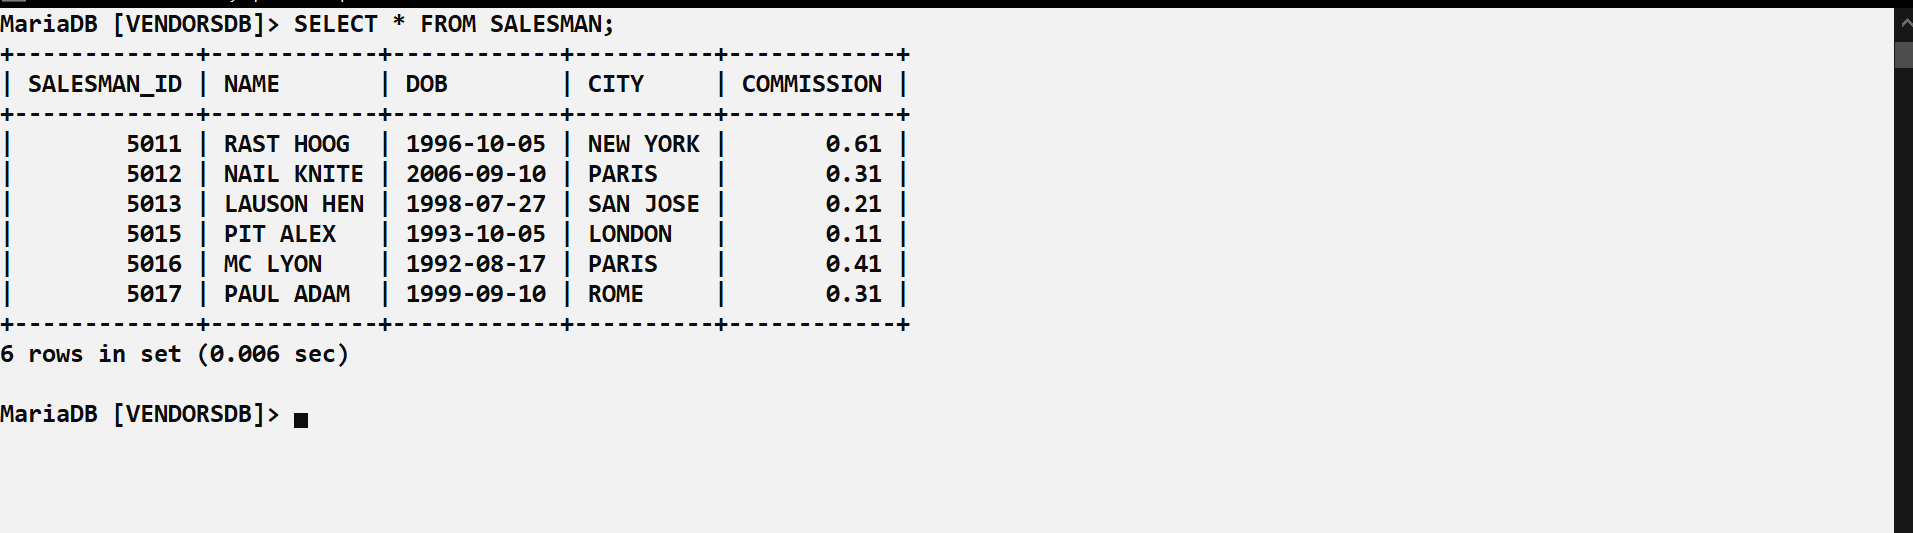 MariaDB [VENDORSDB]> SELECT * FROM SALESMAN;
+-------------+------------+------------+----------+------------+
| SALESMAN_ID | NAME       | DOB        | CITY     | COMMISSION |
+-------------+------------+------------+----------+------------+
|        5011 | RAST HOOG  | 1996-10-05 | NEW YORK |       0.61 |
|        5012 | NAIL KNITE | 2006-09-10 | PARIS    |       0.31 |
|        5013 | LAUSON HEN | 1998-07-27 | SAN JOSE |       0.21 |
|        5015 | PIT ALEX   | 1993-10-05 | LONDON   |       0.11 |
|        5016 | MC LYON    | 1992-08-17 | PARIS    |       0.41 |
|        5017 | PAUL ADAM  | 1999-09-10 | ROME     |       0.31 |
+-------------+------------+------------+----------+------------+
6 rows in set (0.006 sec)
MariaDB [VENDORSDB]>